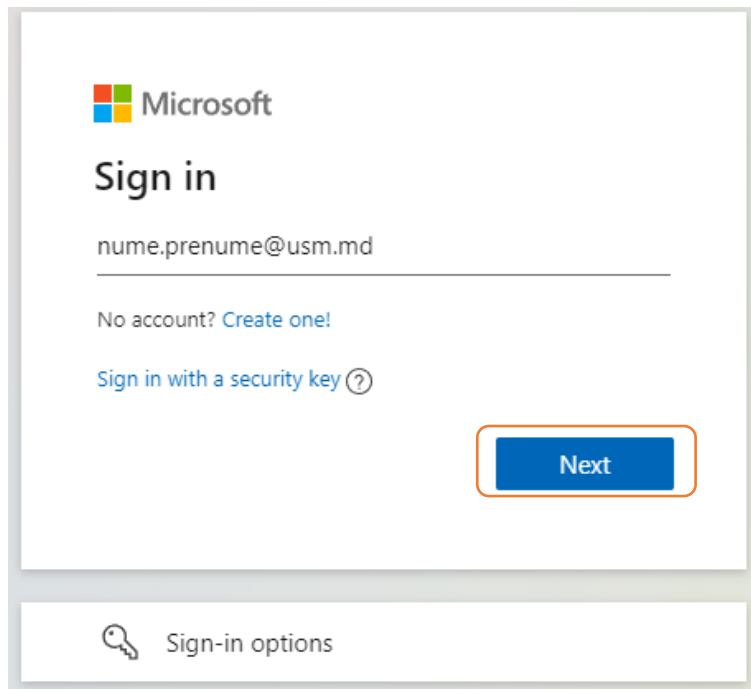 Microsoft
Sign in
nume.prenume@usm.md
No account? Create one!
Sign in with a security key
Next
Sign-in options